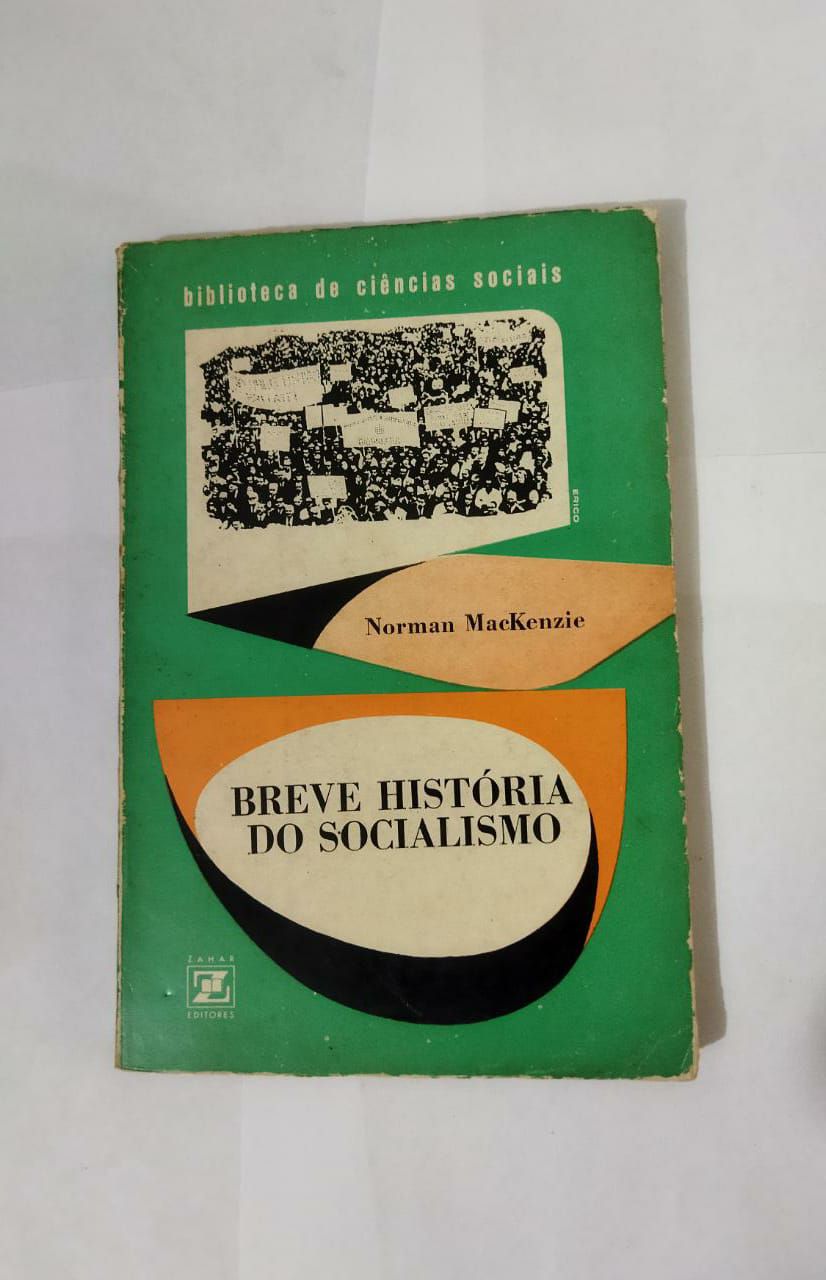 biblioteca de ciências sociais
ERICO
Norman MacKenzie
BREVE HISTÓRIA
DO SOCIALISMO
ZAHAR
EDITORES